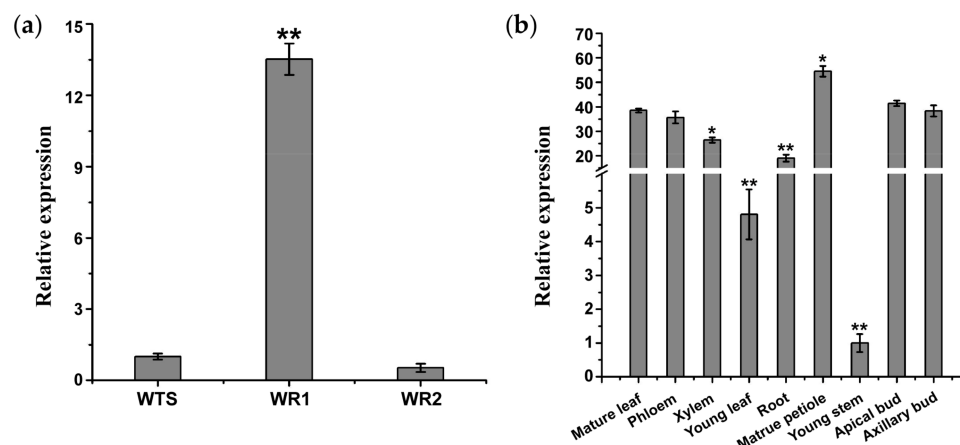 (a)
Relative expression
15
12
9
6
3
0
**
WTS WR1 WR2
(b)
Relative expression
70
60
50
40
30
20
5
4
3
2
1
0
*
**
**
*
**
Mature leaf
Phloem
Xylem
Young leaf
Root
Matrue petiole
Young stem
Apical bud
Axillary bud